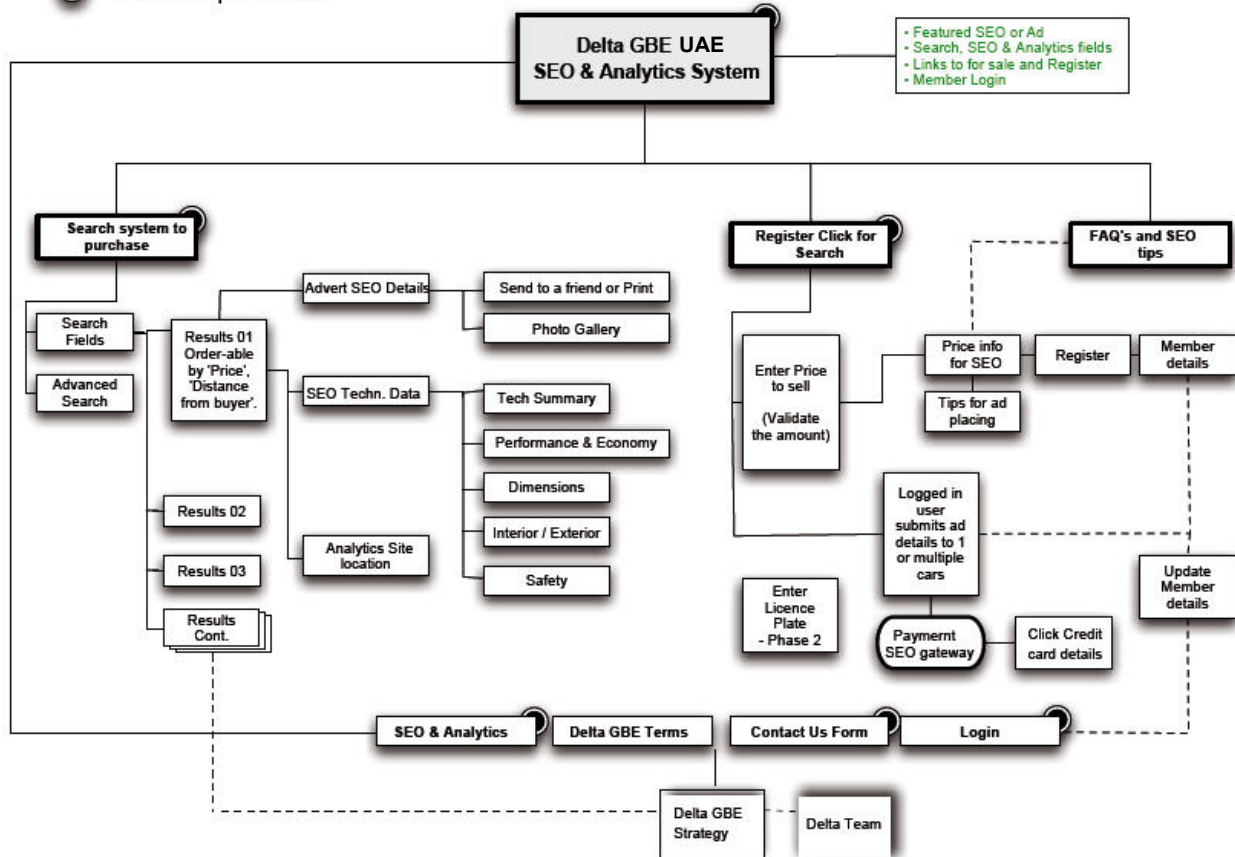 Delta GBE UAE
SEO & Analytics System
• Featured SEO or Ad
• Search, SEO & Analytics fields
• Links to for sale and Register
• Member Login
Search system to
purchase
Register Click for
Search
FAQ's and SEO
tips
Search
Fields
Advanced
Search
Results 01
Order-able
by 'Price',
'Distance
from buyer'.
Results 02
Results 03
Results
Cont.
Advert SEO Details
SEO Techn. Data
Analytics Site
location
Send to a friend or Print
Photo Gallery
Tech Summary
Performance & Economy
Dimensions
Interior / Exterior
Safety
Enter Price
to sell
(Validate
the amount)
Price info
for SEO
Tips for ad
placing
Register
Member
details
Logged in
user
submits ad
details to 1
or multiple
cars
Enter
Licence
Plate
- Phase 2
Paymernt
SEO gateway
Click Credit
card details
Update
Member
details
SEO & Analytics
Delta GBE Terms
Contact Us Form
Login
Delta GBE
Strategy
Delta Team